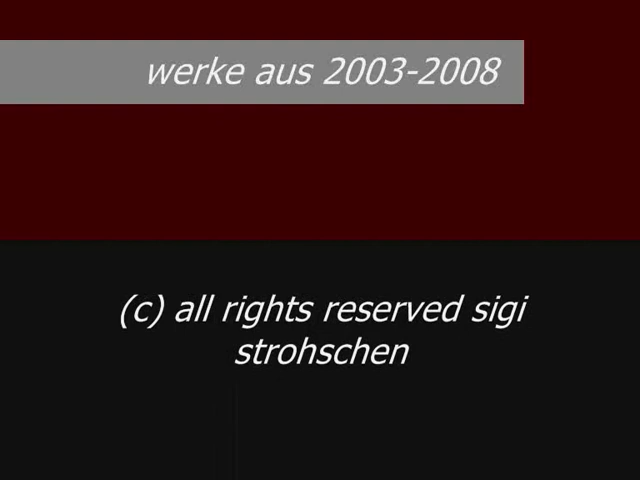 werke aus 2003-2008
(c) all rights reserved sigi
strohschen